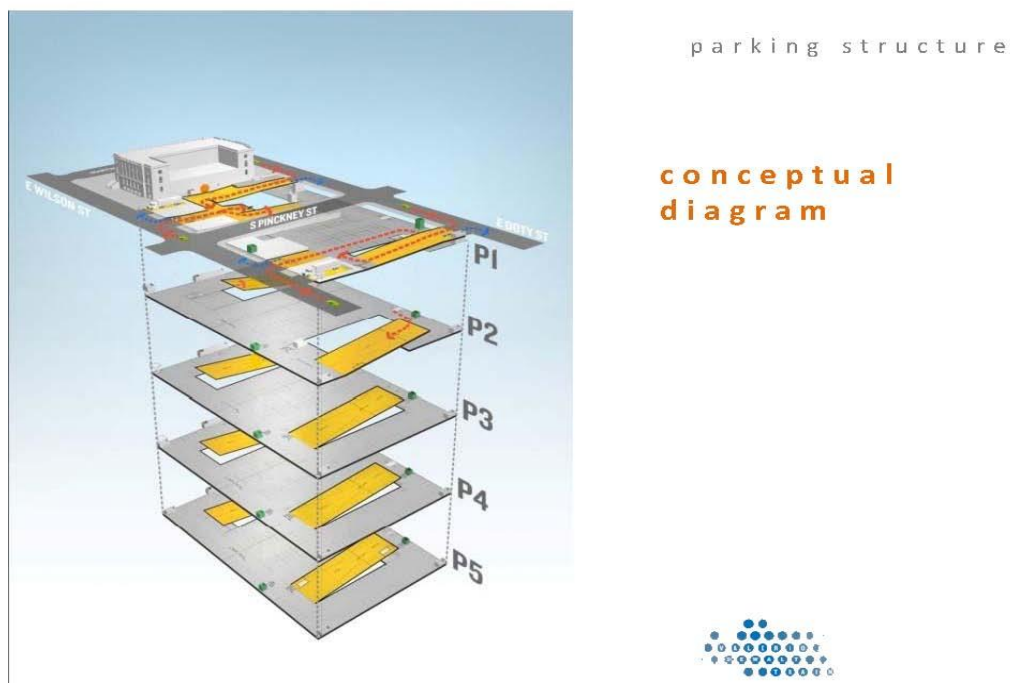 parking structure
conceptual
diagram
E WILSON ST
S PINCKNEY ST
E DOTY ST
P1
P2
P3
P4
P5